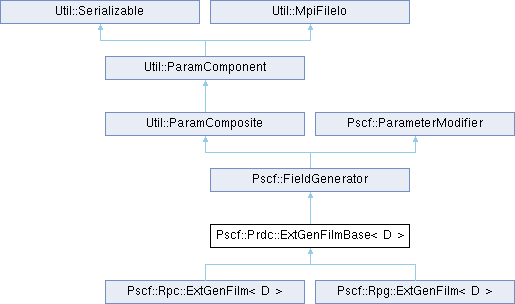 Util::Serializable
Util::MpiFileIo
Util::ParamComponent
Util::ParamComposite
Pscf::ParameterModifier
Pscf::FieldGenerator
Pscf::Prdc::ExtGenFilmBase< D >
Pscf::Rpc::ExtGenFilm< D >
Pscf::Rpg::ExtGenFilm< D >